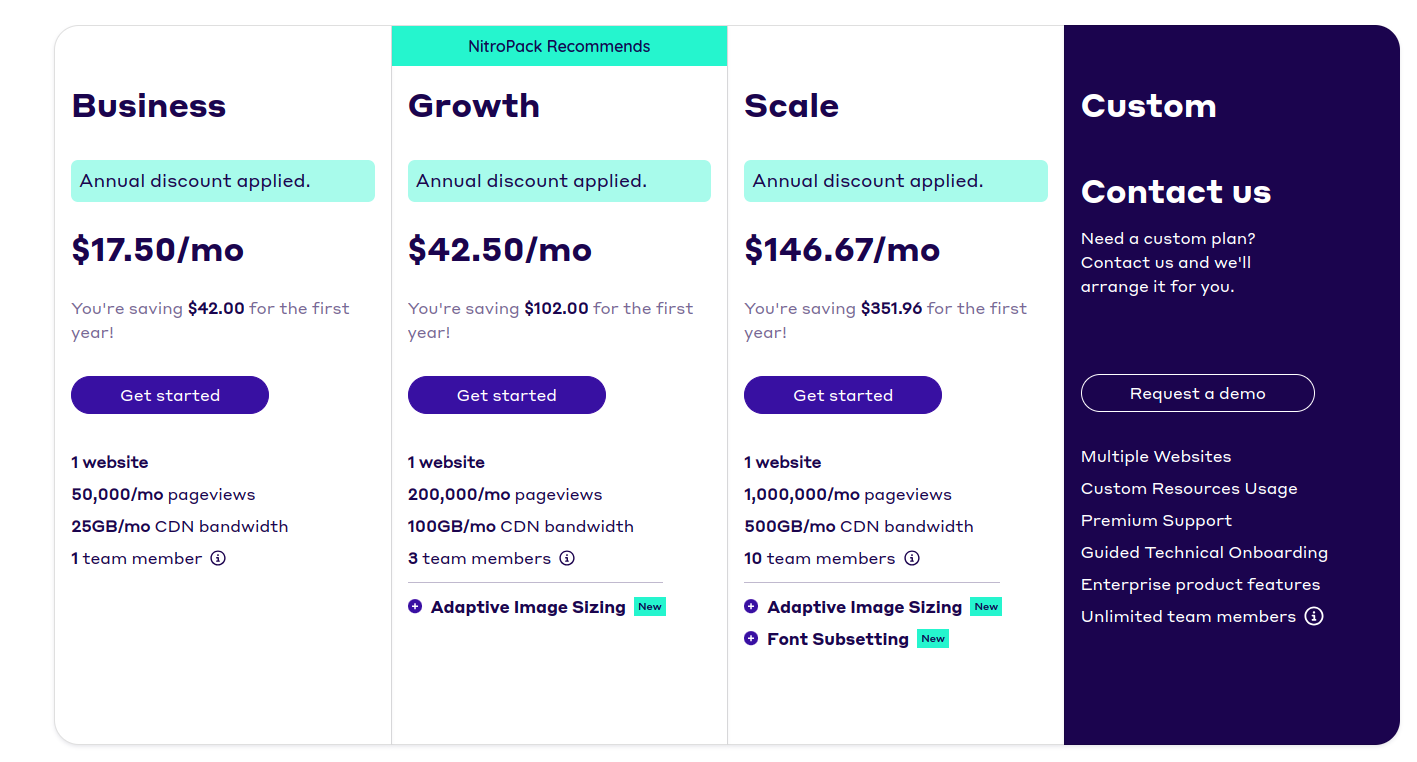 NitroPack Recommends
Business
Annual discount applied.
$17.50/mo
You're saving $42.00 for the first
year!
Get started
1 website
50,000/mo pageviews
25GB/mo CDN bandwidth
1 team member
Growth
Annual discount applied.
$42.50/mo
You're saving $102.00 for the first
year!
Get started
1 website
200,000/mo pageviews
100GB/mo CDN bandwidth
3 team members
Adaptive Image Sizing New
Scale
Annual discount applied.
$146.67/mo
You're saving $351.96 for the first
year!
Get started
1 website
1,000,000/mo pageviews
500GB/mo CDN bandwidth
10 team members
Adaptive Image Sizing New
Font Subsetting New
Custom
Contact us
Need a custom plan?
Contact us and we'll
arrange it for you.
Request a demo
Multiple Websites
Custom Resources Usage
Premium Support
Guided Technical Onboarding
Enterprise product features
Unlimited team members